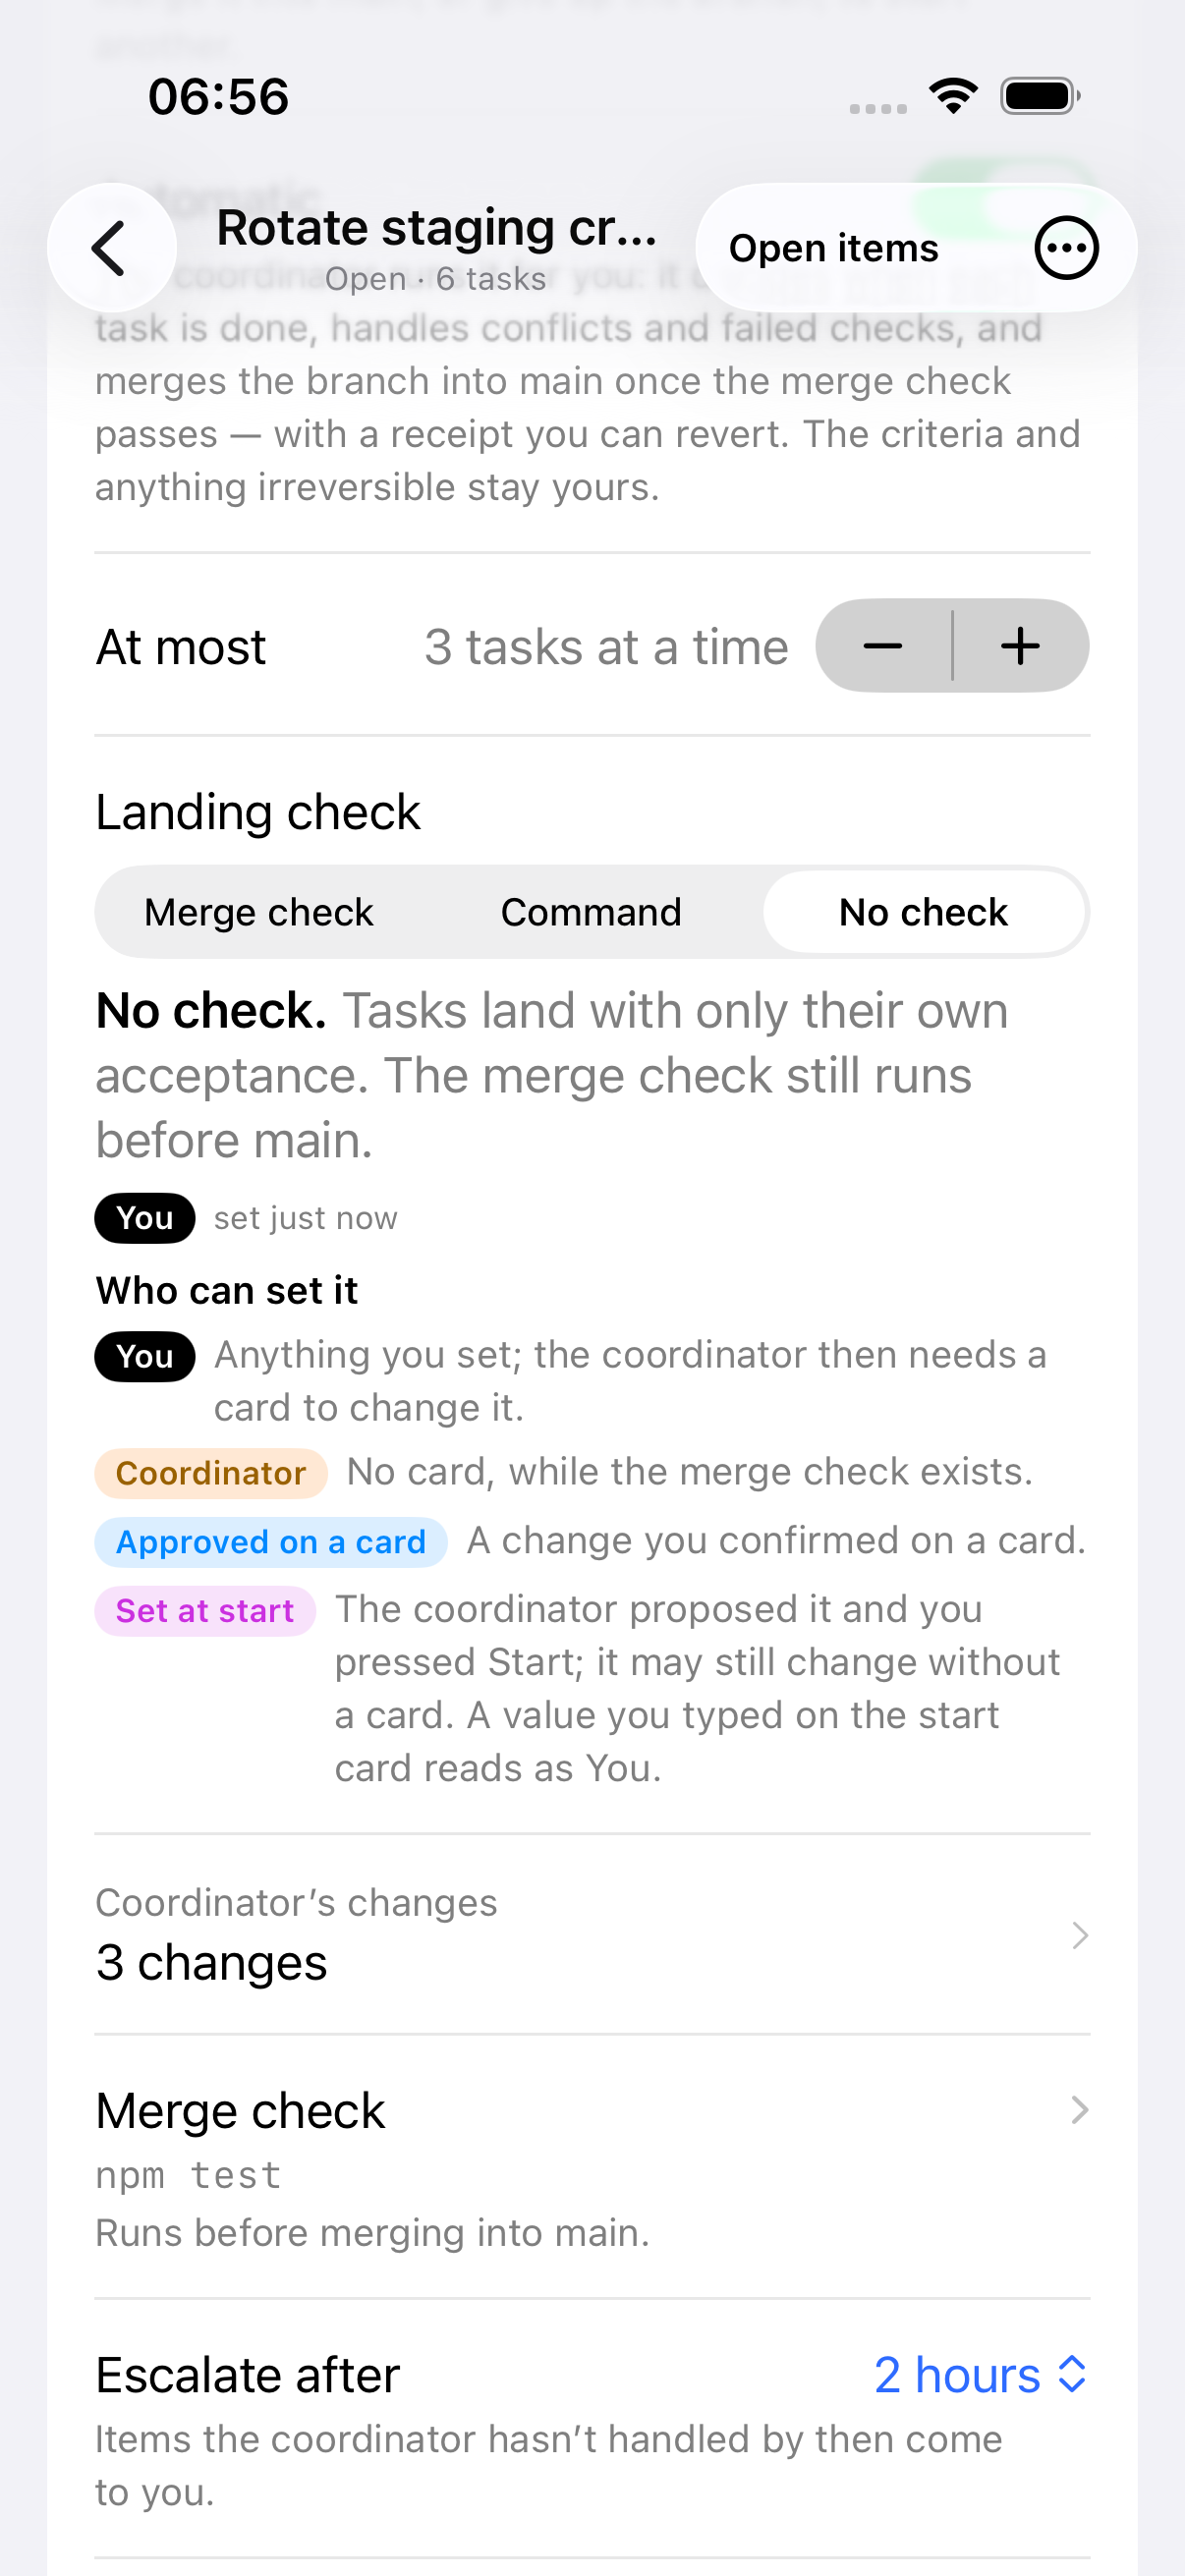 another.
06:56
Automatic
Rotate staging cr...
Open · 6 tasks
Open items
coordinator runs it for you: it
task is done, handles conflicts and failed checks, and
merges the branch into main once the merge check
passes — with a receipt you can revert. The criteria and
anything irreversible stay yours.
At most
3 tasks at a time
Landing check
Merge check
Command
No check
No check. Tasks land with only their own
acceptance. The merge check still runs
before main.
You set just now
Who can set it
You Anything you set; the coordinator then needs a
card to change it.
Coordinator No card, while the merge check exists.
Approved on a card A change you confirmed on a card.
Set at start The coordinator proposed it and you
pressed Start; it may still change without
a card. A value you typed on the start
card reads as You.
Coordinator’s changes
3 changes
Merge check
npm test
Runs before merging into main.
Escalate after
2 hours
Items the coordinator hasn’t handled by then come
to you.